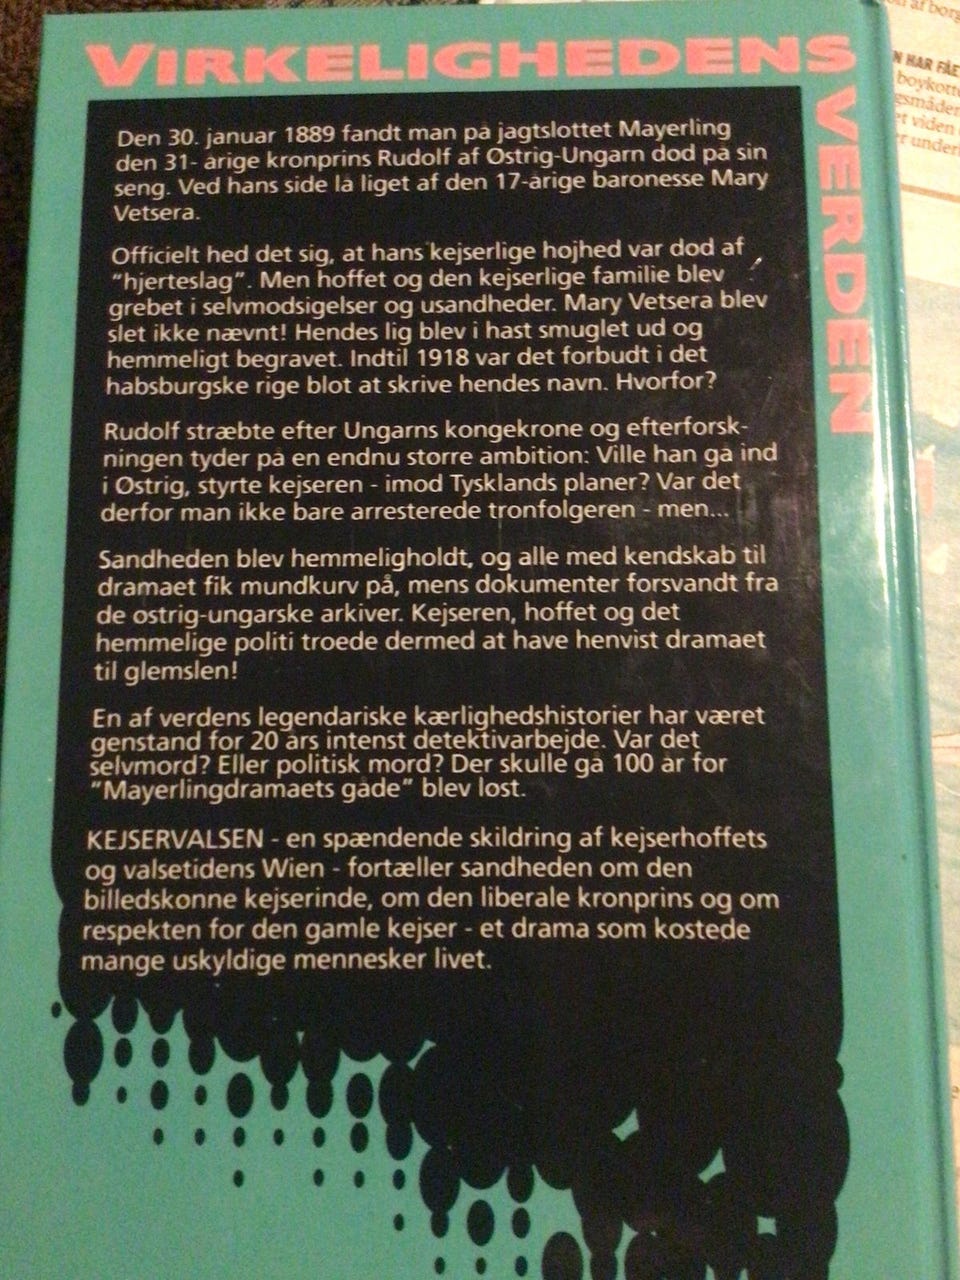 VIRKELIGHEDENS
VERDEN
Den 30. januar 1889 fandt man på jagtslottet Mayerling
den 31- årige kronprins Rudolf af Østrig-Ungarn død på sin
seng. Ved hans side lå liget af den 17-årige baronesse Mary
Vetsera.
Officielt hed det sig, at hans kejserlige højhed var død af
"hjerteslag". Men hoffet og den kejserlige familie blev
grebet i selvmodsigelser og usandheder. Mary Vetsera blev
slet ikke nævnt! Hendes lig blev i hast smuglet ud og
hemmeligt begravet. Indtil 1918 var det forbudt i det
habsburgske rige blot at skrive hendes navn. Hvorfor?
Rudolf stræbte efter Ungarns kongekrone og efterforsk-
ningen tyder på en endnu større ambition: Ville han gå ind
i Østrig, styrte kejseren - imod Tysklands planer? Var det
derfor man ikke bare arresterede tronfølgeren - men...
Sandheden blev hemmeligholdt, og alle med kendskab til
dramaet fik mundkurv på, mens dokumenter forsvandt fra
de østrig-ungarske arkiver. Kejseren, hoffet og det
hemmelige politi troede dermed at have henvist dramaet
til glemslen!
En af verdens legendariske kærlighedshistorier har været
genstand for 20 års intenst detektivarbejde. Var det
selvmord? Eller politisk mord? Der skulle gå 100 år for
"Mayerlingdramaets gåde" blev løst.
KEJSERVALSEN - en spændende skildring af kejserhoffets
og valsetidens Wien - fortæller sandheden om den
billedskønne kejserinde, om den liberale kronprins og om
respekten for den gamle kejser - et drama som kostede
mange uskyldige mennesker livet.
af borg
N HAR FÅE
boykotte
gsmåden
et viden
r underl